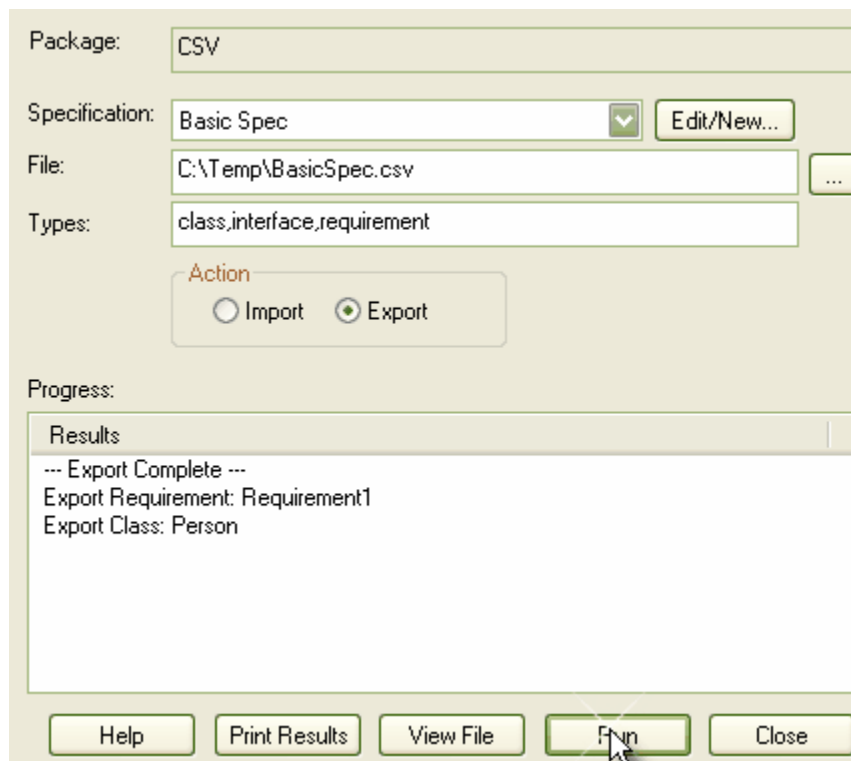 Package: CSV
Specification: Basic Spec Edit/New...
File: C:\Temp\BasicSpec.csv ...
Types: class,interface,requirement
Action
Import Export
Progress:
Results
--- Export Complete ---
Export Requirement: Requirement1
Export Class: Person
Help Print Results View File Run Close